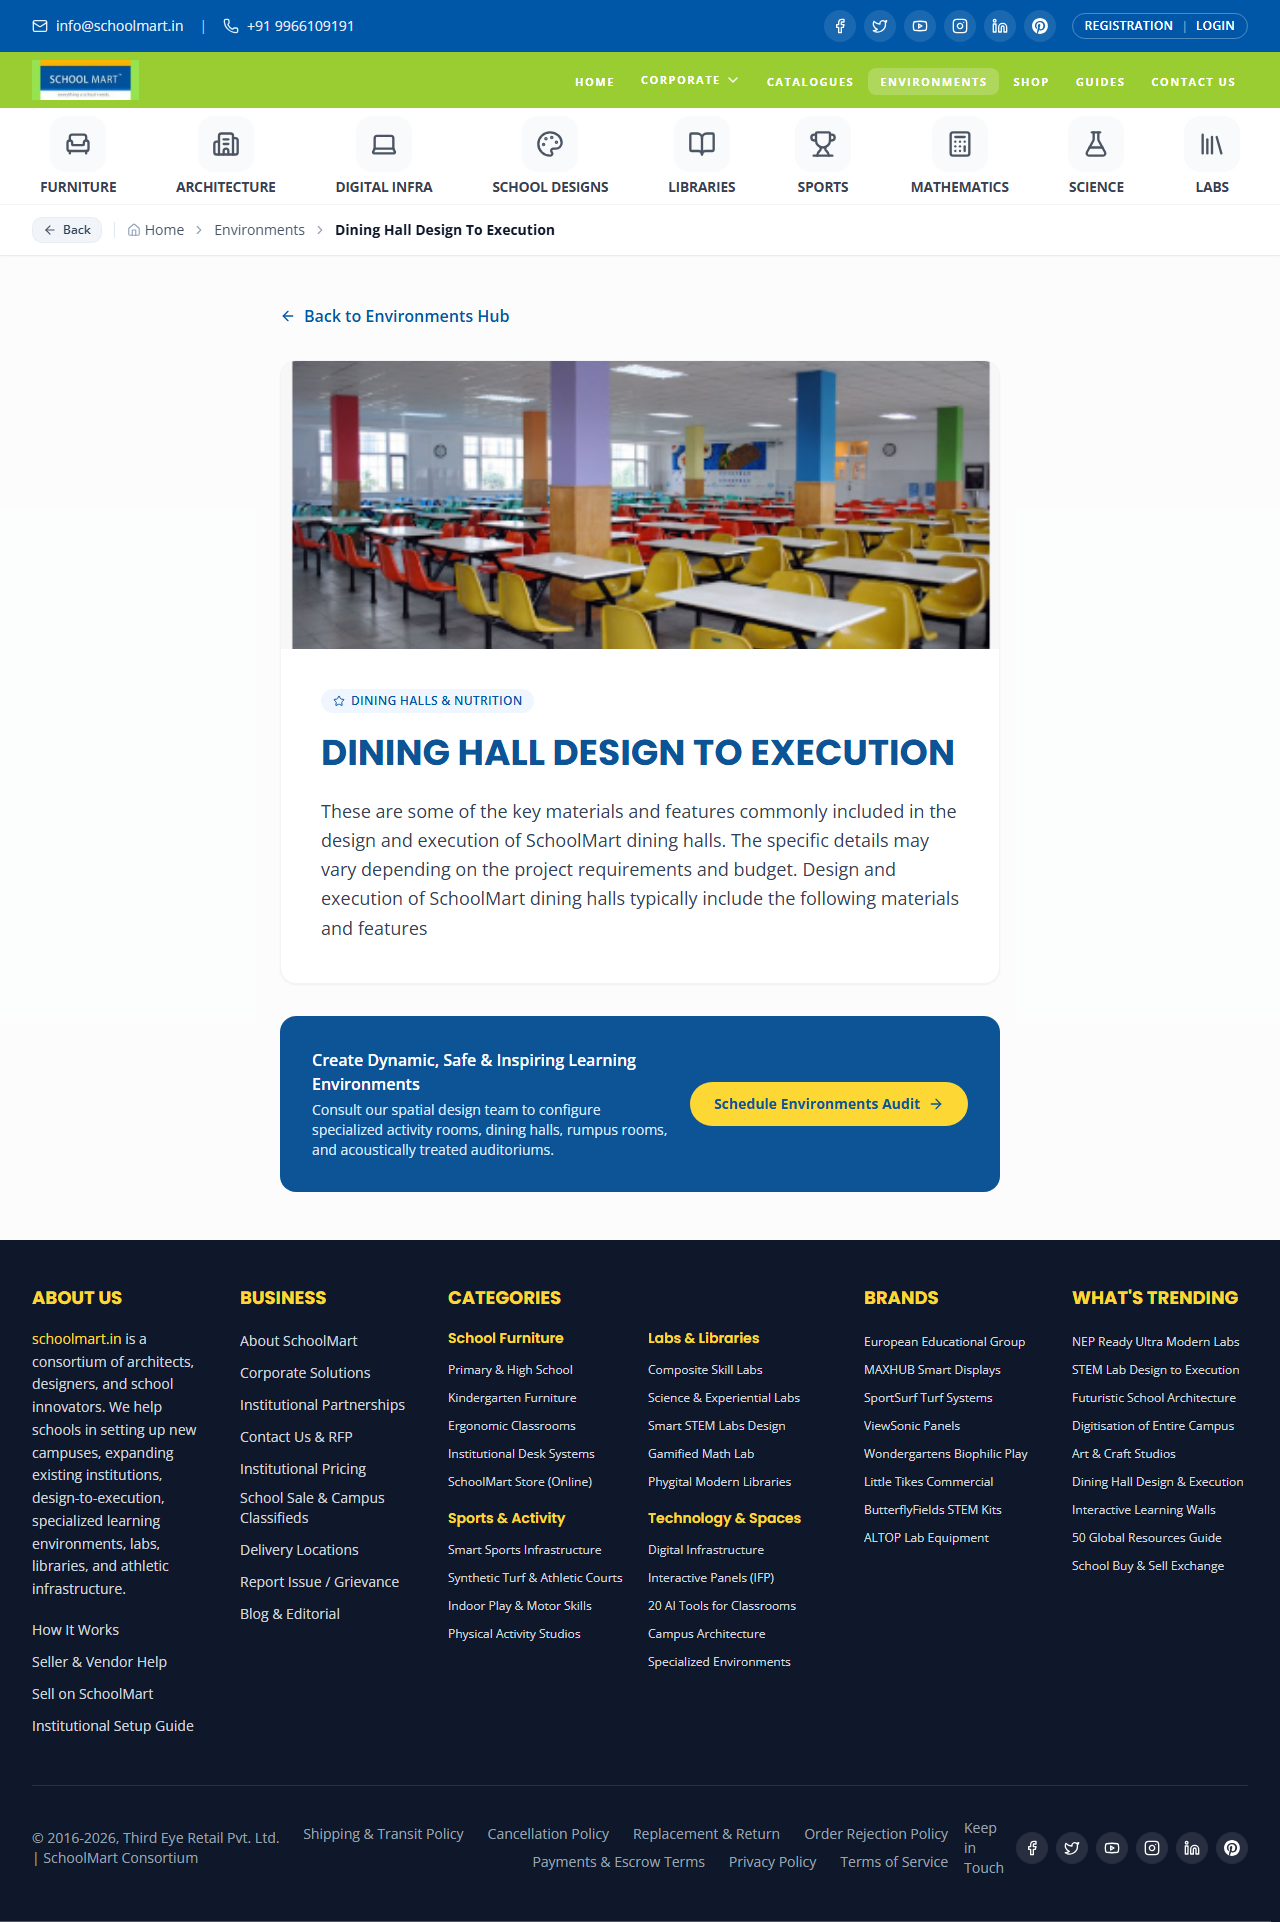 info@schoolmart.in | +91 9966109191
REGISTRATION | LOGIN
SCHOOL MART
everything a school needs
HOME
CORPORATE
CATALOGUES
ENVIRONMENTS
SHOP
GUIDES
CONTACT US
FURNITURE
ARCHITECTURE
DIGITAL INFRA
SCHOOL DESIGNS
LIBRARIES
SPORTS
MATHEMATICS
SCIENCE
LABS
Back
Home
Environments
Dining Hall Design To Execution
Back to Environments Hub
DINING HALLS & NUTRITION
DINING HALL DESIGN TO EXECUTION
These are some of the key materials and features commonly included in the
design and execution of SchoolMart dining halls. The specific details may
vary depending on the project requirements and budget. Design and
execution of SchoolMart dining halls typically include the following materials
and features
Create Dynamic, Safe & Inspiring Learning
Environments
Consult our spatial design team to configure
specialized activity rooms, dining halls, rumpus rooms,
and acoustically treated auditoriums.
Schedule Environments Audit
ABOUT US
schoolmart.in is a
consortium of architects,
designers, and school
innovators. We help
schools in setting up new
campuses, expanding
existing institutions,
design-to-execution,
specialized learning
environments, labs,
libraries, and athletic
infrastructure.
How It Works
Seller & Vendor Help
Sell on SchoolMart
Institutional Setup Guide
BUSINESS
About SchoolMart
Corporate Solutions
Institutional Partnerships
Contact Us & RFP
Institutional Pricing
School Sale & Campus
Classifieds
Delivery Locations
Report Issue / Grievance
Blog & Editorial
CATEGORIES
School Furniture
Primary & High School
Kindergarten Furniture
Ergonomic Classrooms
Institutional Desk Systems
SchoolMart Store (Online)
Sports & Activity
Smart Sports Infrastructure
Synthetic Turf & Athletic Courts
Indoor Play & Motor Skills
Physical Activity Studios
Labs & Libraries
Composite Skill Labs
Science & Experiential Labs
Smart STEM Labs Design
Gamified Math Lab
Phygital Modern Libraries
Technology & Spaces
Digital Infrastructure
Interactive Panels (IFP)
20 AI Tools for Classrooms
Campus Architecture
Specialized Environments
BRANDS
European Educational Group
MAXHUB Smart Displays
SportSurf Turf Systems
ViewSonic Panels
Wondergartens Biophilic Play
Little Tikes Commercial
ButterflyFields STEM Kits
ALTOP Lab Equipment
WHAT'S TRENDING
NEP Ready Ultra Modern Labs
STEM Lab Design to Execution
Futuristic School Architecture
Digitisation of Entire Campus
Art & Craft Studios
Dining Hall Design & Execution
Interactive Learning Walls
50 Global Resources Guide
School Buy & Sell Exchange
© 2016-2026, Third Eye Retail Pvt. Ltd.
| SchoolMart Consortium
Shipping & Transit Policy
Cancellation Policy
Replacement & Return
Order Rejection Policy
Payments & Escrow Terms
Privacy Policy
Terms of Service
Keep
in
Touch